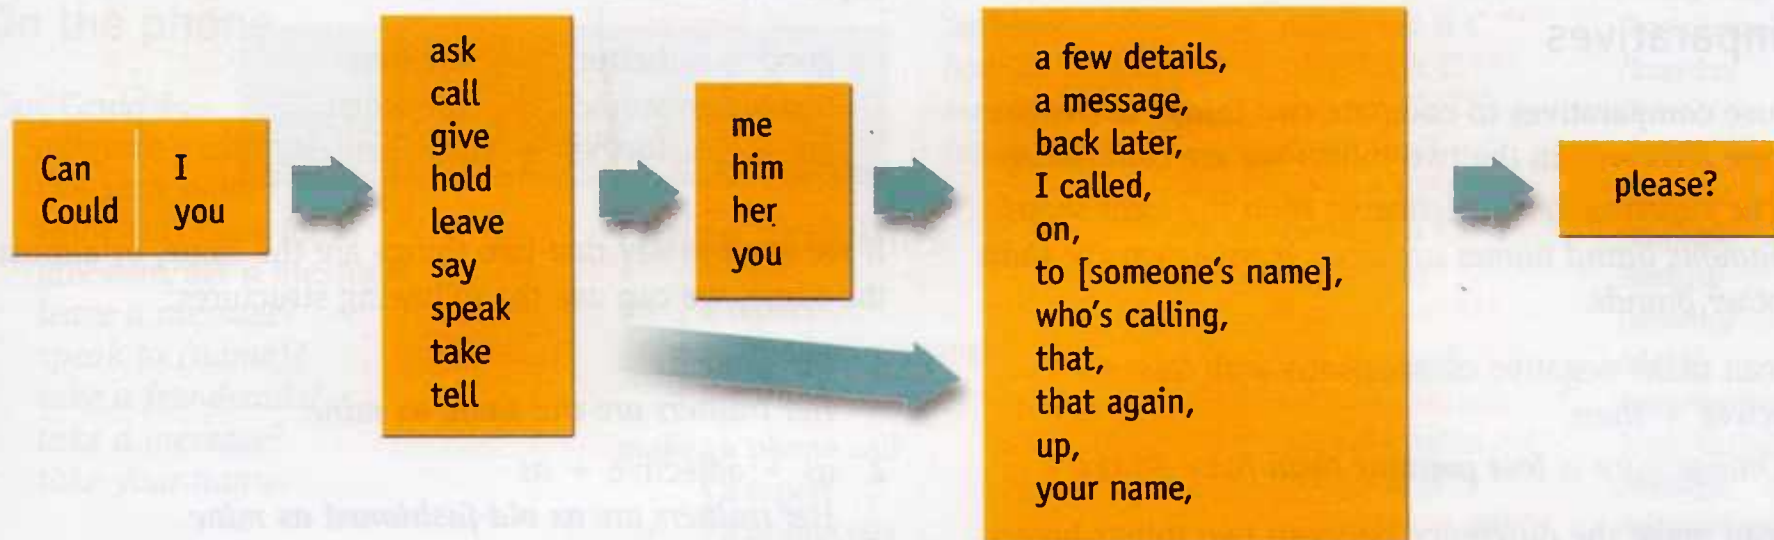 Can I
Could you
ask
call
give
hold
leave
say
speak
take
tell
me
him
her
you
a few details,
a message,
back later,
I called,
on,
to [someone's name],
who's calling,
that,
that again,
up,
your name,
please?